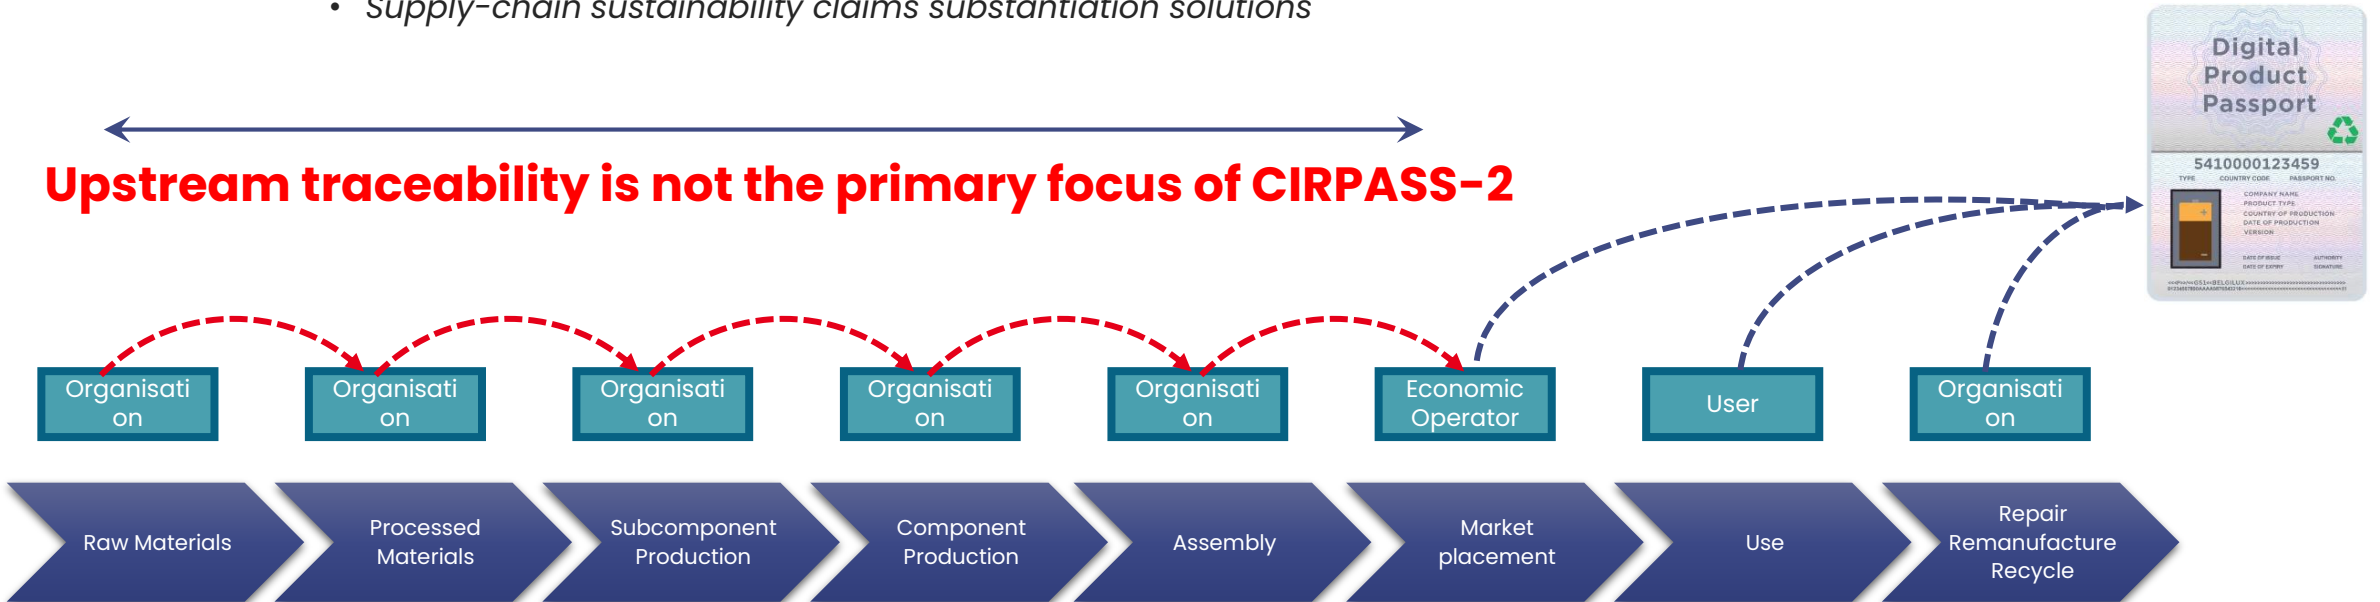 • Supply-chain sustainability claims substantiation solutions
Digital
Product
Passport
Upstream traceability is not the primary focus of CIRPASS-2
5410000123459
TYPE COUNTRY CODE PASSPORT NO.
COMPANY NAME
PRODUCT TYPE
COUNTRY OF PRODUCTION
DATE OF PRODUCTION
VERSION
DATE OF ISSUE AUTHORITY
DATE OF EXPIRY SIGNATURE
Organisati
on
Organisati
on
Organisati
on
Organisati
on
Organisati
on
Economic
Operator
User
Organisati
on
Raw Materials
Processed
Materials
Subcomponent
Production
Component
Production
Assembly
Market
placement
Use
Repair
Remanufacture
Recycle